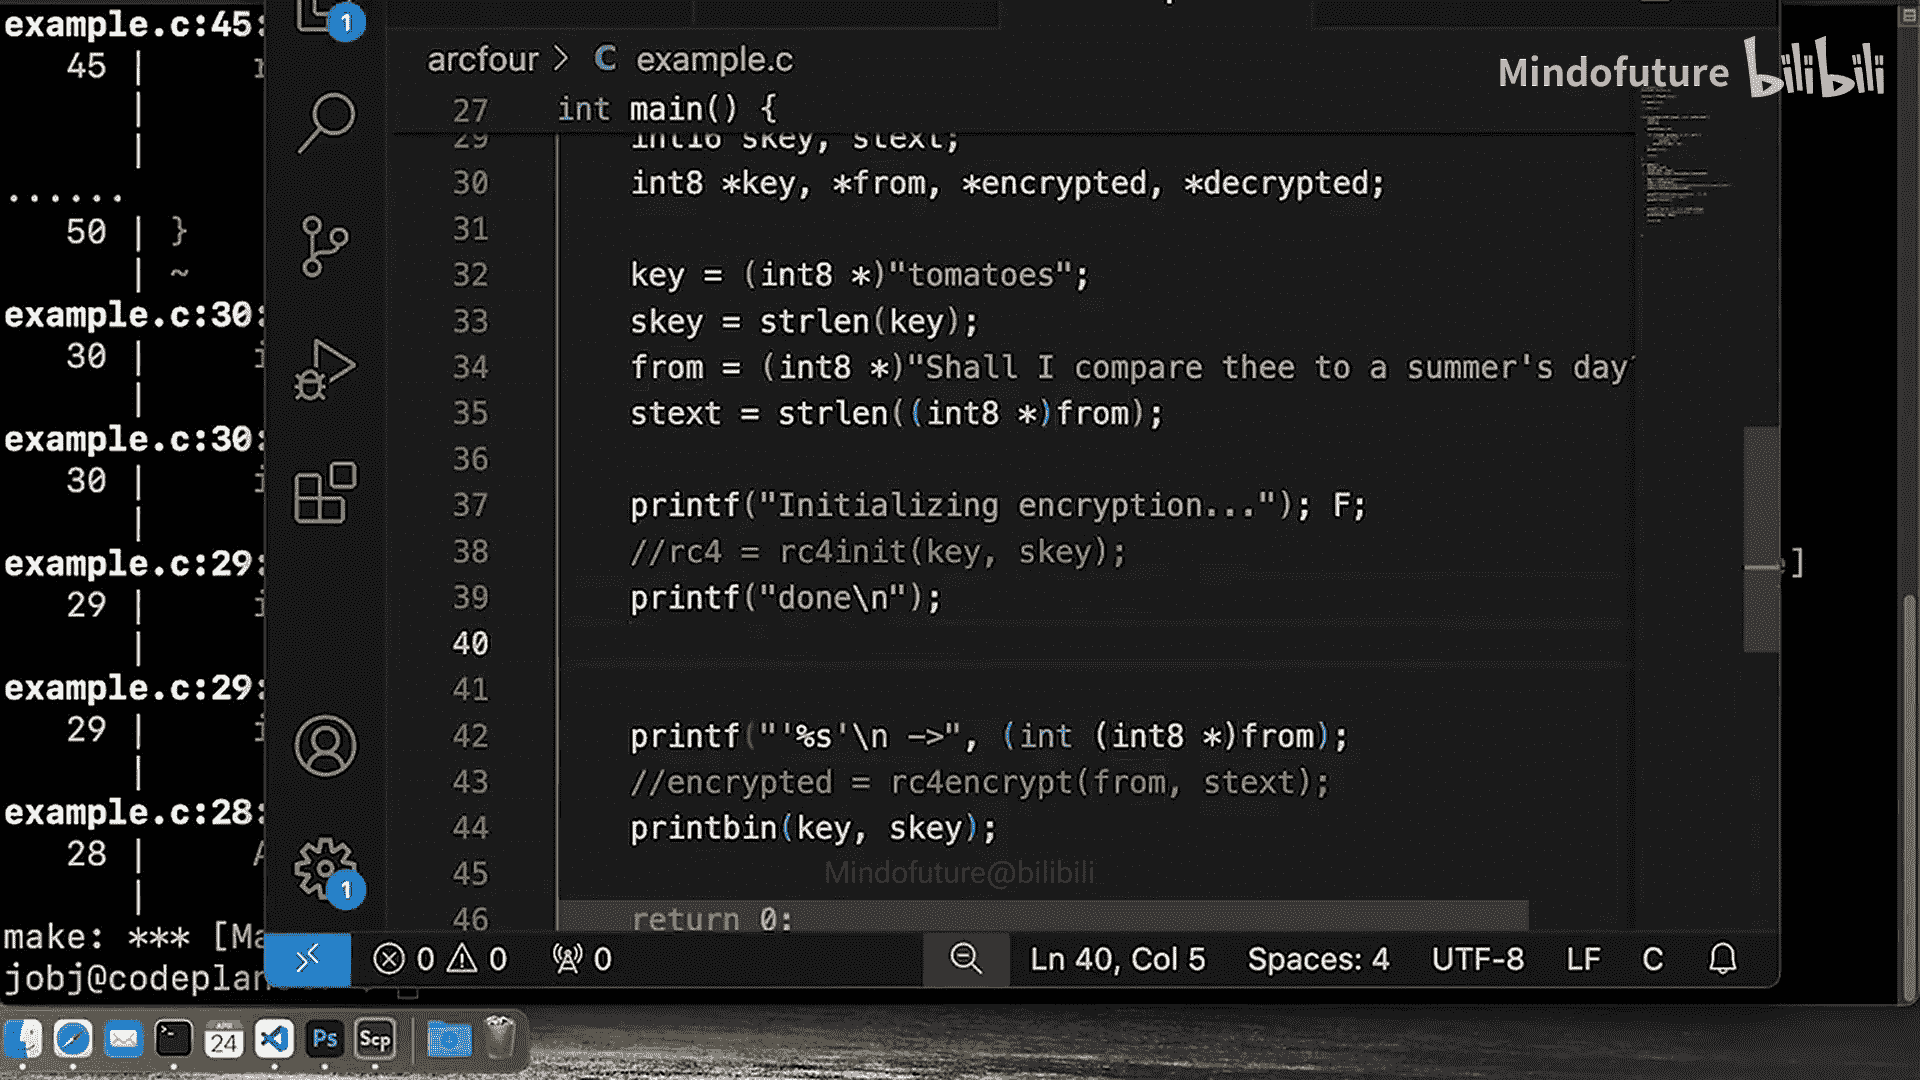 example.c:45:
45 |
|
|
......
50 | }
| ~
example.c:30:
30 | i
|
example.c:30:
30 | i
|
example.c:29:
29 | i
|
example.c:29:
29 | i
|
example.c:28:
28 | A
|
make: *** [Ma
jobj@codeplan
1
arcfour > C example.c
Mindofuture bilibili
27 int main() {
29 int16 skey, stext;
30 int8 *key, *from, *encrypted, *decrypted;
31
32 key = (int8 *)"tomatoes";
33 skey = strlen(key);
34 from = (int8 *)"Shall I compare thee to a summer's day
35 stext = strlen((int8 *)from);
36
37 printf("Initializing encryption..."); F;
38 //rc4 = rc4init(key, skey);
39 printf("done\n");
40
41
42 printf("'%s'\n ->", (int (int8 *)from);
43 //encrypted = rc4encrypt(from, stext);
44 printbin(key, skey);
45
46 return 0;
Mindofuture@bilibili
1
]
0 0 0 Ln 40, Col 5 Spaces: 4 UTF-8 LF C
APR
24
Ps
Scp